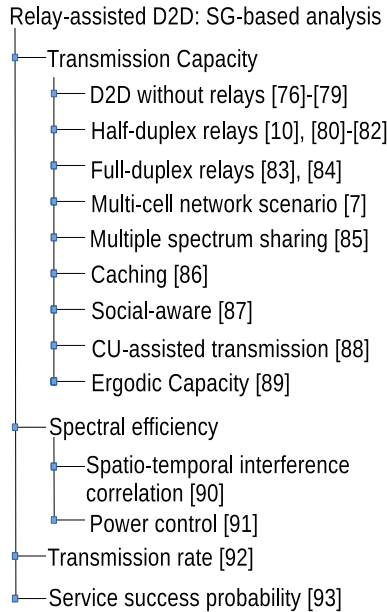 Relay-assisted D2D: SG-based analysis
Transmission Capacity
D2D without relays [76]-[79]
Half-duplex relays [10], [80]-[82]
Full-duplex relays [83], [84]
Multi-cell network scenario [7]
Multiple spectrum sharing [85]
Caching [86]
Social-aware [87]
CU-assisted transmission [88]
Ergodic Capacity [89]
Spectral efficiency
Spatio-temporal interference
correlation [90]
Power control [91]
Transmission rate [92]
Service success probability [93]